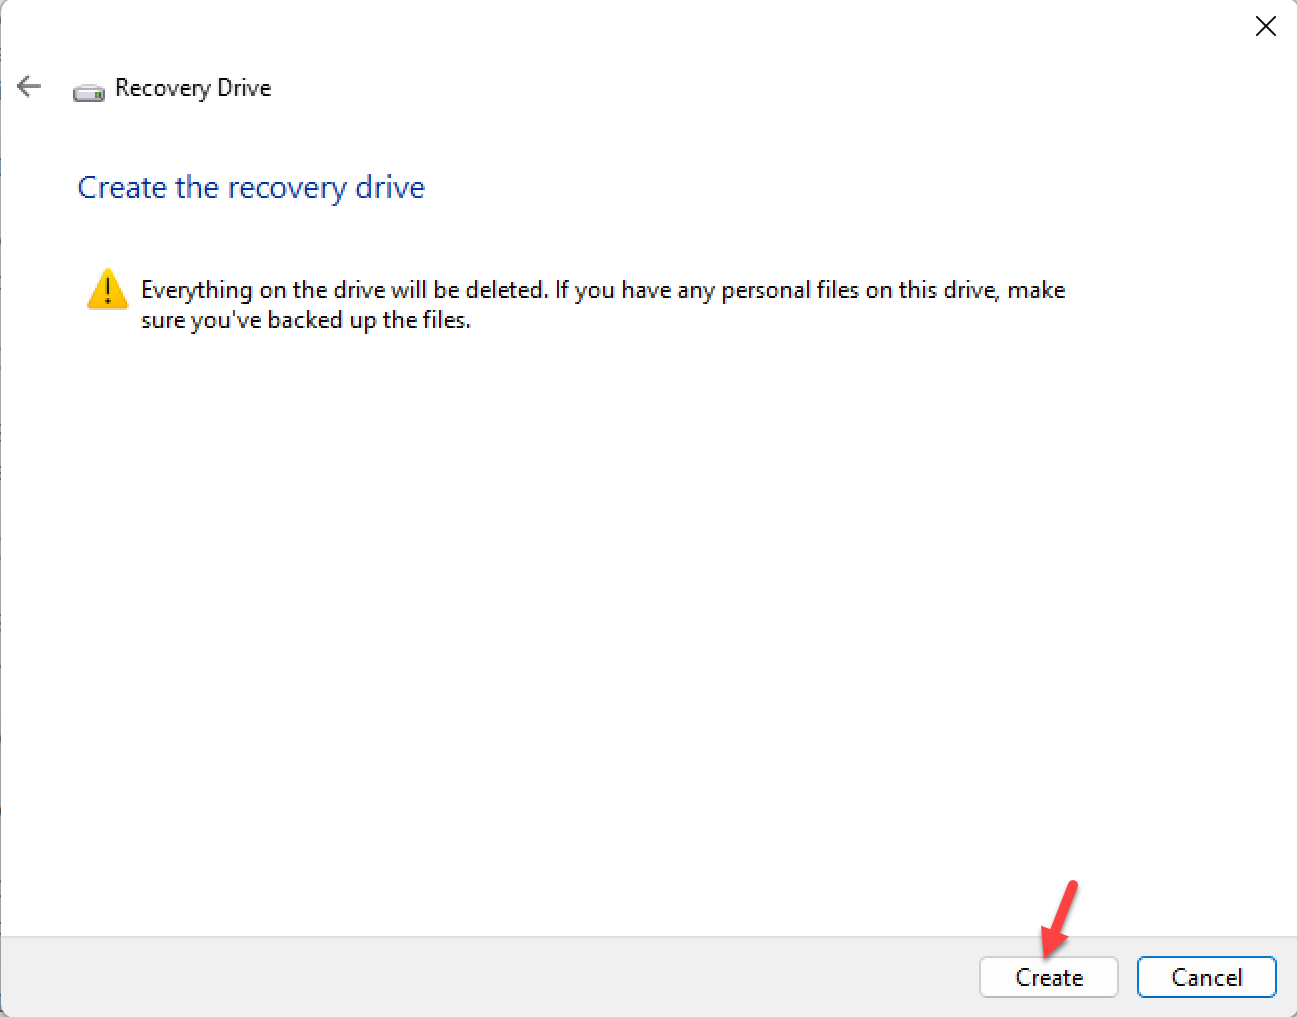 Recovery Drive
Create the recovery drive
Everything on the drive will be deleted. If you have any personal files on this drive, make
sure you've backed up the files.
Create
Cancel